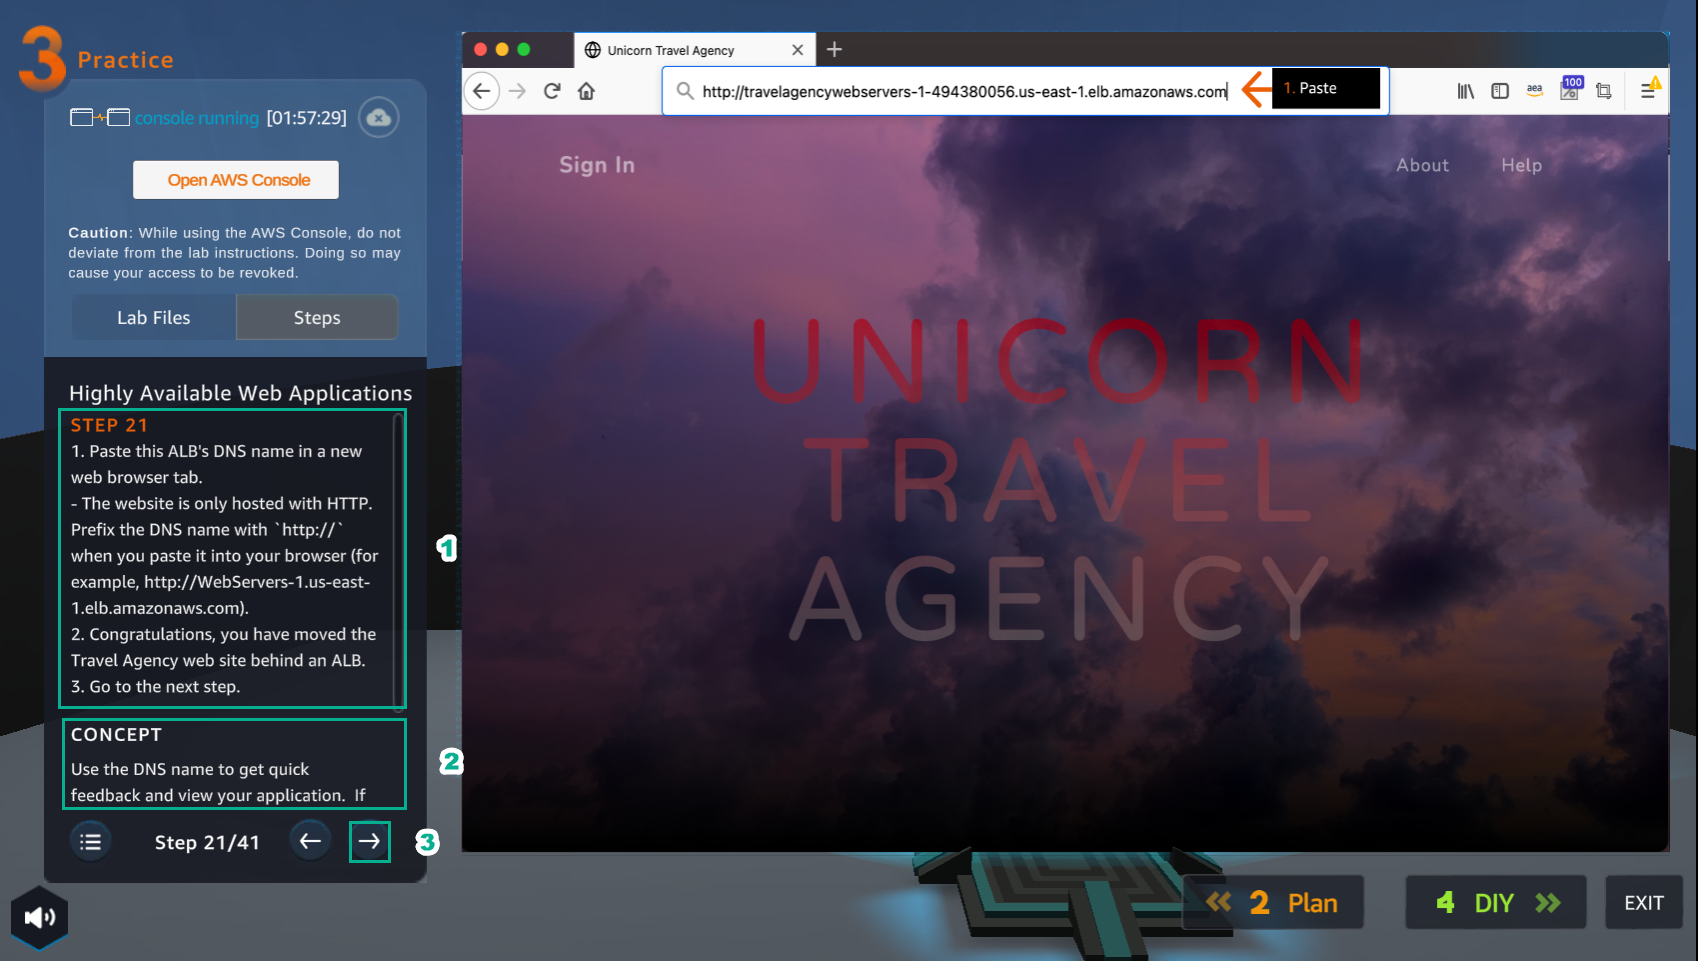 3 Practice
console running [01:57:29]
Open AWS Console
Caution: While using the AWS Console, do not
deviate from the lab instructions. Doing so may
cause your access to be revoked.
Lab Files
Steps
Highly Available Web Applications
STEP 21
1. Paste this ALB's DNS name in a new
web browser tab.
- The website is only hosted with HTTP.
Prefix the DNS name with `http://`
when you paste it into your browser (for
example, http://WebServers-1.us-east-
1.elb.amazonaws.com).
2. Congratulations, you have moved the
Travel Agency web site behind an ALB.
3. Go to the next step.
1
CONCEPT
Use the DNS name to get quick
feedback and view your application. If
2
Step 21/41
3
Unicorn Travel Agency
http://travelagencywebservers-1-494380056.us-east-1.elb.amazonaws.com
1. Paste
aea
100
Sign In
About
Help
UNICORN
TRAVEL
AGENCY
2 Plan
4 DIY
EXIT